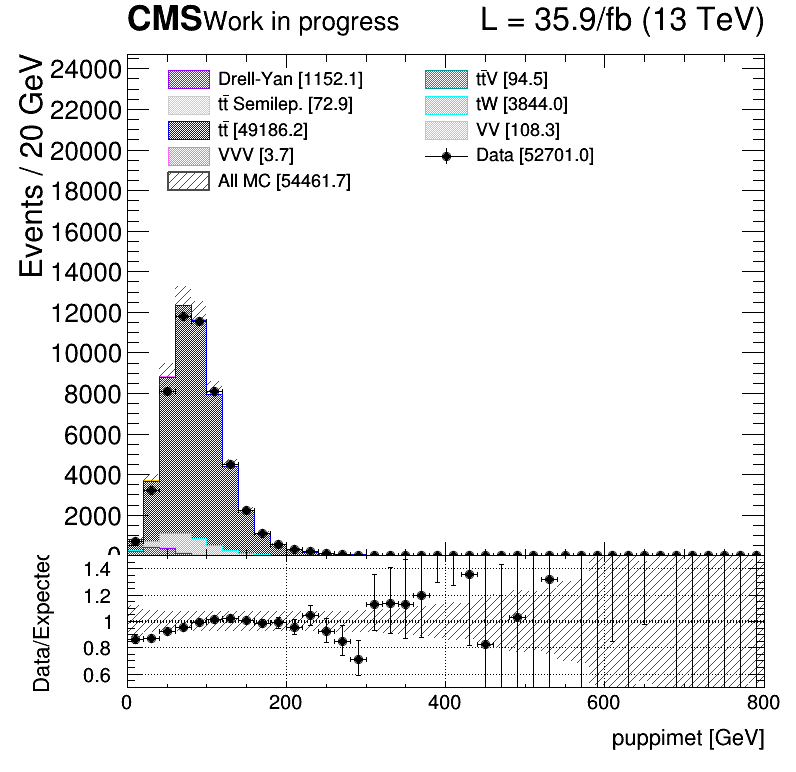 CMS Work in progress L = 35.9/fb (13 TeV)
Events / 20 GeV
24000
22000
20000
18000
16000
14000
12000
10000
8000
6000
4000
2000
0
Drell-Yan [1152.1]
tt̄ Semilep. [72.9]
tt̄ [49186.2]
VVV [3.7]
All MC [54461.7]
tt̄V [94.5]
tW [3844.0]
VV [108.3]
Data [52701.0]
Data/Expected
1.4
1.2
1
0.8
0.6
0 200 400 600 800
puppimet [GeV]